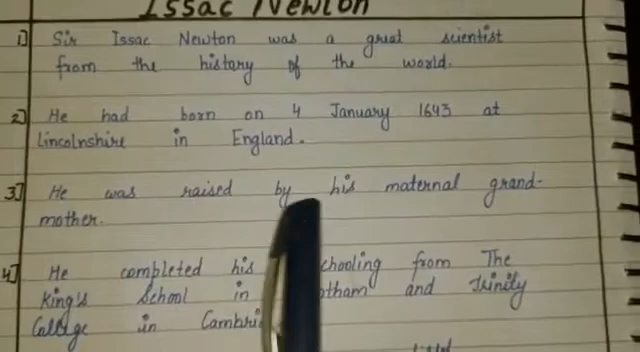 Issac Newton
1] Sir Issac Newton was a great scientist
from the history of the world.
2] He had born on 4 January 1643 at
Lincolnshire in England.
3] He was raised by his maternal grand-
mother.
4] He completed his chooling from The
King's School in and Trinity
College in